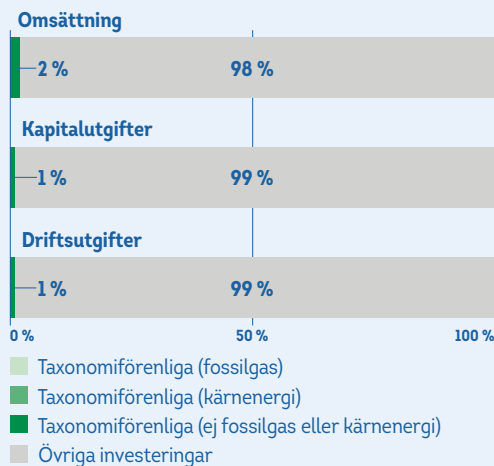 Omsättning
2 % 98 %
Kapitalutgifter
1 % 99 %
Driftsutgifter
1 % 99 %
0 % 50 % 100 %
Taxonomiförenliga (fossilgas)
Taxonomiförenliga (kärnenergi)
Taxonomiförenliga (ej fossilgas eller kärnenergi)
Övriga investeringar